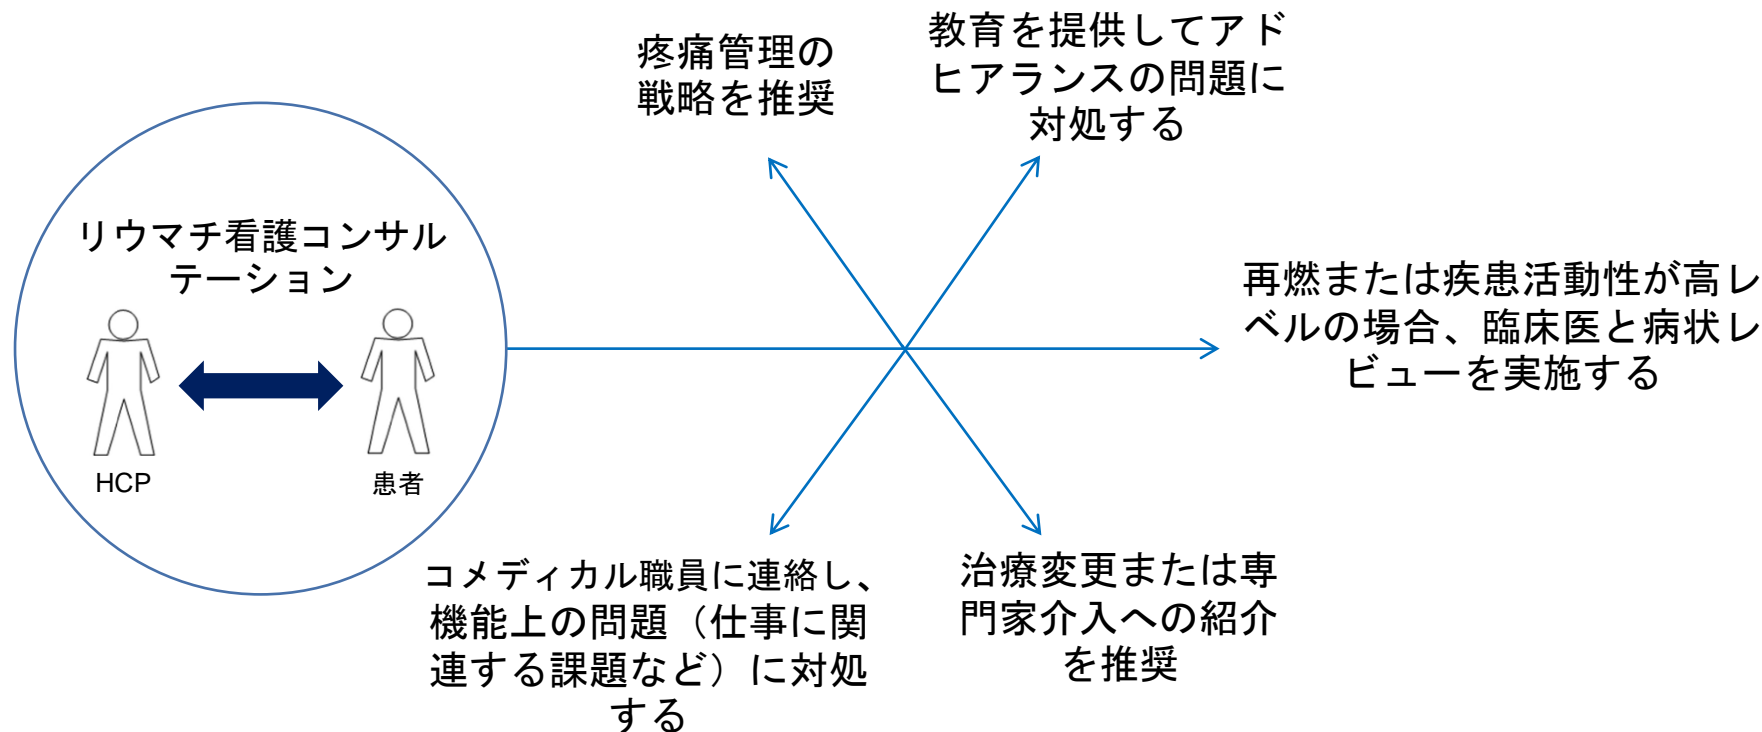 疼痛管理の
戦略を推奨
教育を提供してアド
ヒアランスの問題に
対処する
リウマチ看護コンサル
テーション
HCP
患者
再燃または疾患活動性が高レ
ベルの場合、臨床医と病状レ
ビューを実施する
コメディカル職員に連絡し、
機能上の問題（仕事に関
連する課題など）に対処
する
治療変更または専
門家介入への紹介
を推奨